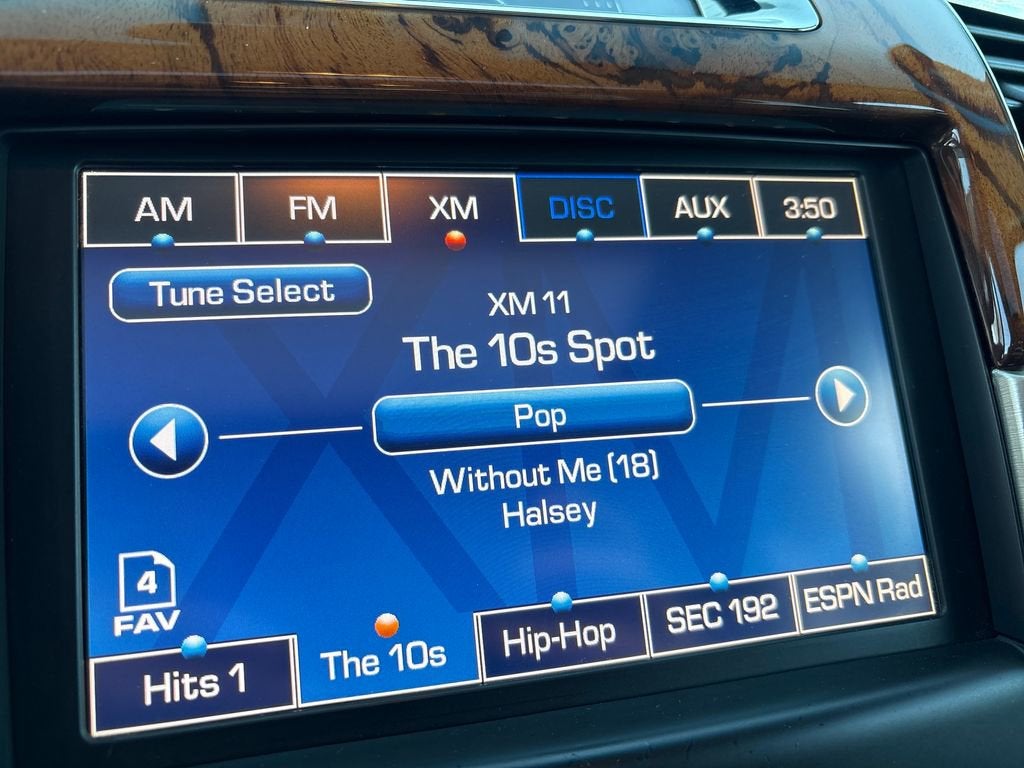 AM FM XM DISC AUX 3:50
Tune Select
XM 11
The 10s Spot
Pop
Without Me (18)
Halsey
4
FAV
Hits 1 The 10s Hip-Hop SEC 192 ESPN Rad